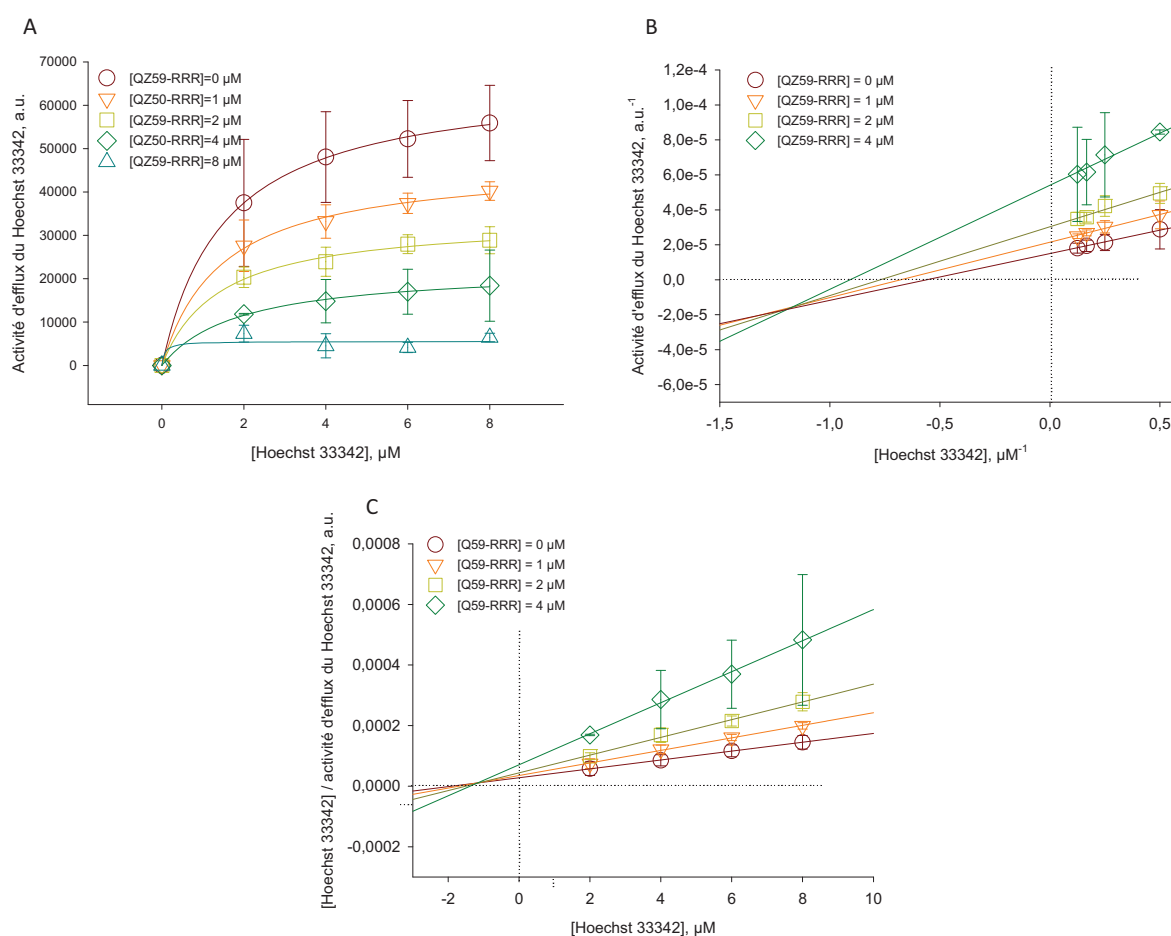 A
70000
60000
50000
40000
30000
20000
10000
0
Activité d'efflux du Hoechst 33342, a.u.
[QZ59-RRR]=0 µM
[QZ50-RRR]=1 µM
[QZ59-RRR]=2 µM
[QZ50-RRR]=4 µM
[QZ59-RRR]=8 µM
0 2 4 6 8
[Hoechst 33342], µM
B
1,2e-4
1,0e-4
8,0e-5
6,0e-5
4,0e-5
2,0e-5
0,0
-2,0e-5
-4,0e-5
-6,0e-5
Activité d'efflux du Hoechst 33342, a.u.-1
[QZ59-RRR] = 0 µM
[QZ59-RRR] = 1 µM
[QZ59-RRR] = 2 µM
[QZ59-RRR] = 4 µM
-1,5 -1,0 -0,5 0,0 0,5
[Hoechst 33342], µM-1
C
0,0008
0,0006
0,0004
0,0002
0,0000
-0,0002
[Hoechst 33342] / activité d'efflux du Hoechst 33342, a.u.
[Q59-RRR] = 0 µM
[Q59-RRR] = 1 µM
[Q59-RRR] = 2 µM
[Q59-RRR] = 4 µM
-2 0 2 4 6 8 10
[Hoechst 33342], µM